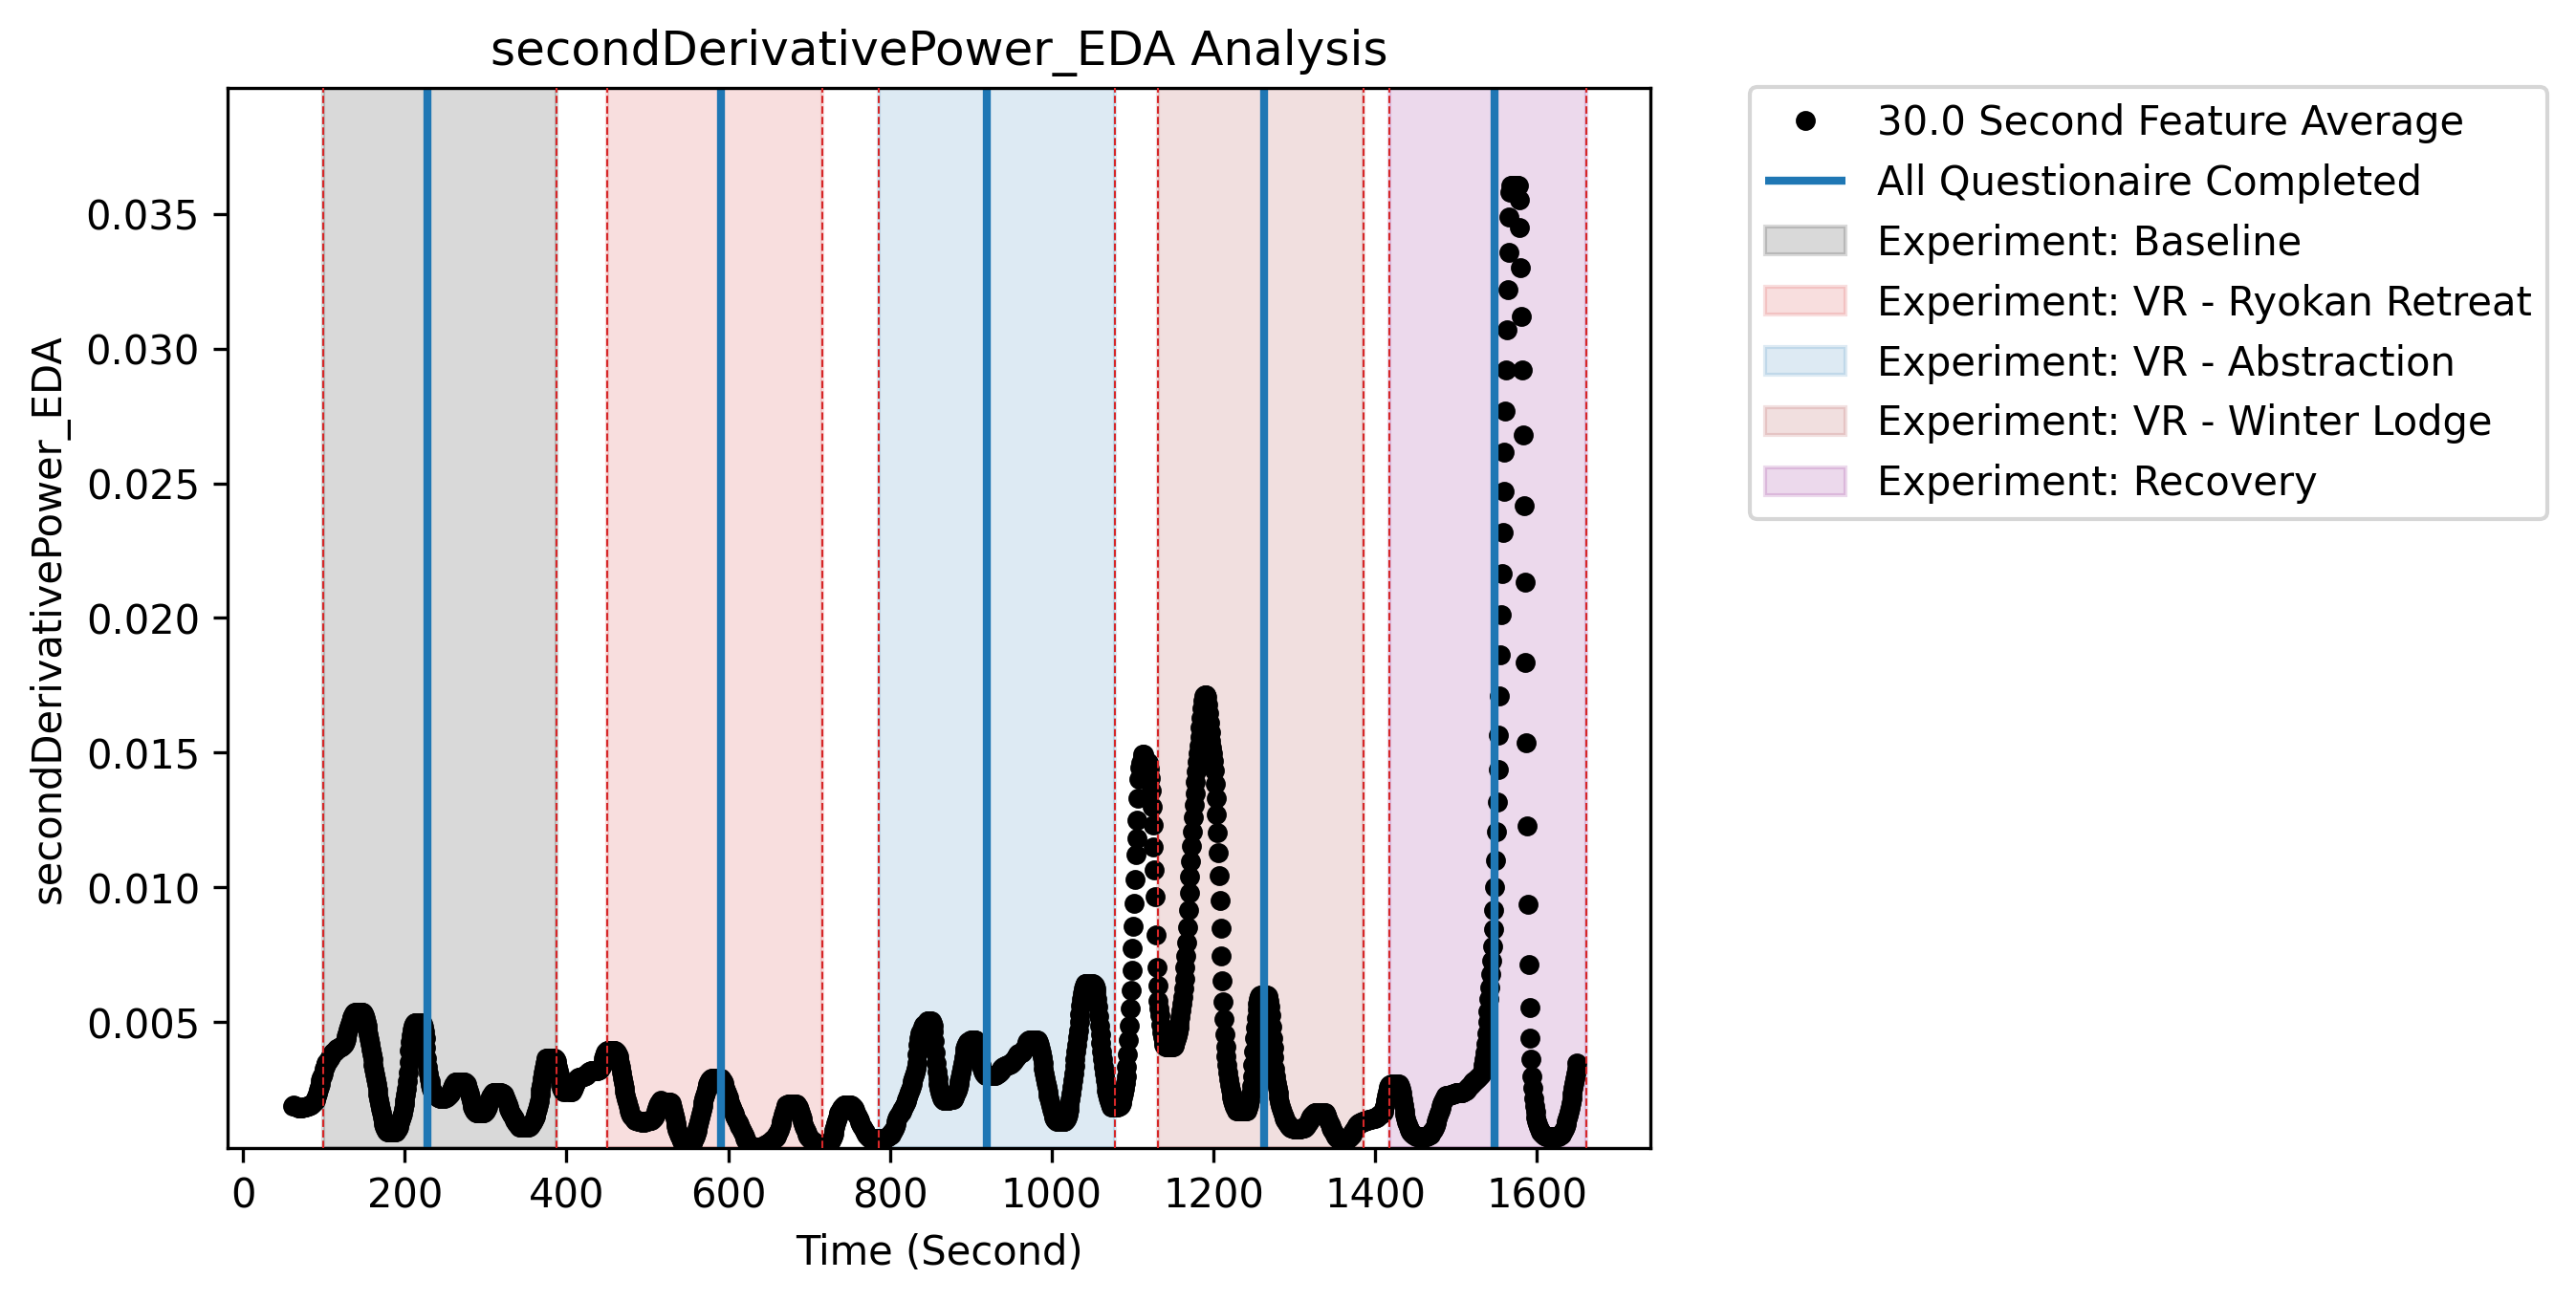 secondDerivativePower_EDA Analysis
secondDerivativePower_EDA
0.035
0.030
0.025
0.020
0.015
0.010
0.005
0 200 400 600 800 1000 1200 1400 1600
Time (Second)
30.0 Second Feature Average
All Questionaire Completed
Experiment: Baseline
Experiment: VR - Ryokan Retreat
Experiment: VR - Abstraction
Experiment: VR - Winter Lodge
Experiment: Recovery